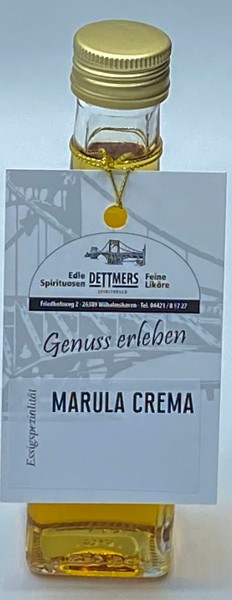 Edle Spirituosen
DETTMERS
Feine Liköre
Friedhofsweg 2 · 26389 Wilhelmshaven · Tel. 04421 / 8 17 27
Genuss erleben
Essigspezialität
MARULA CREMA